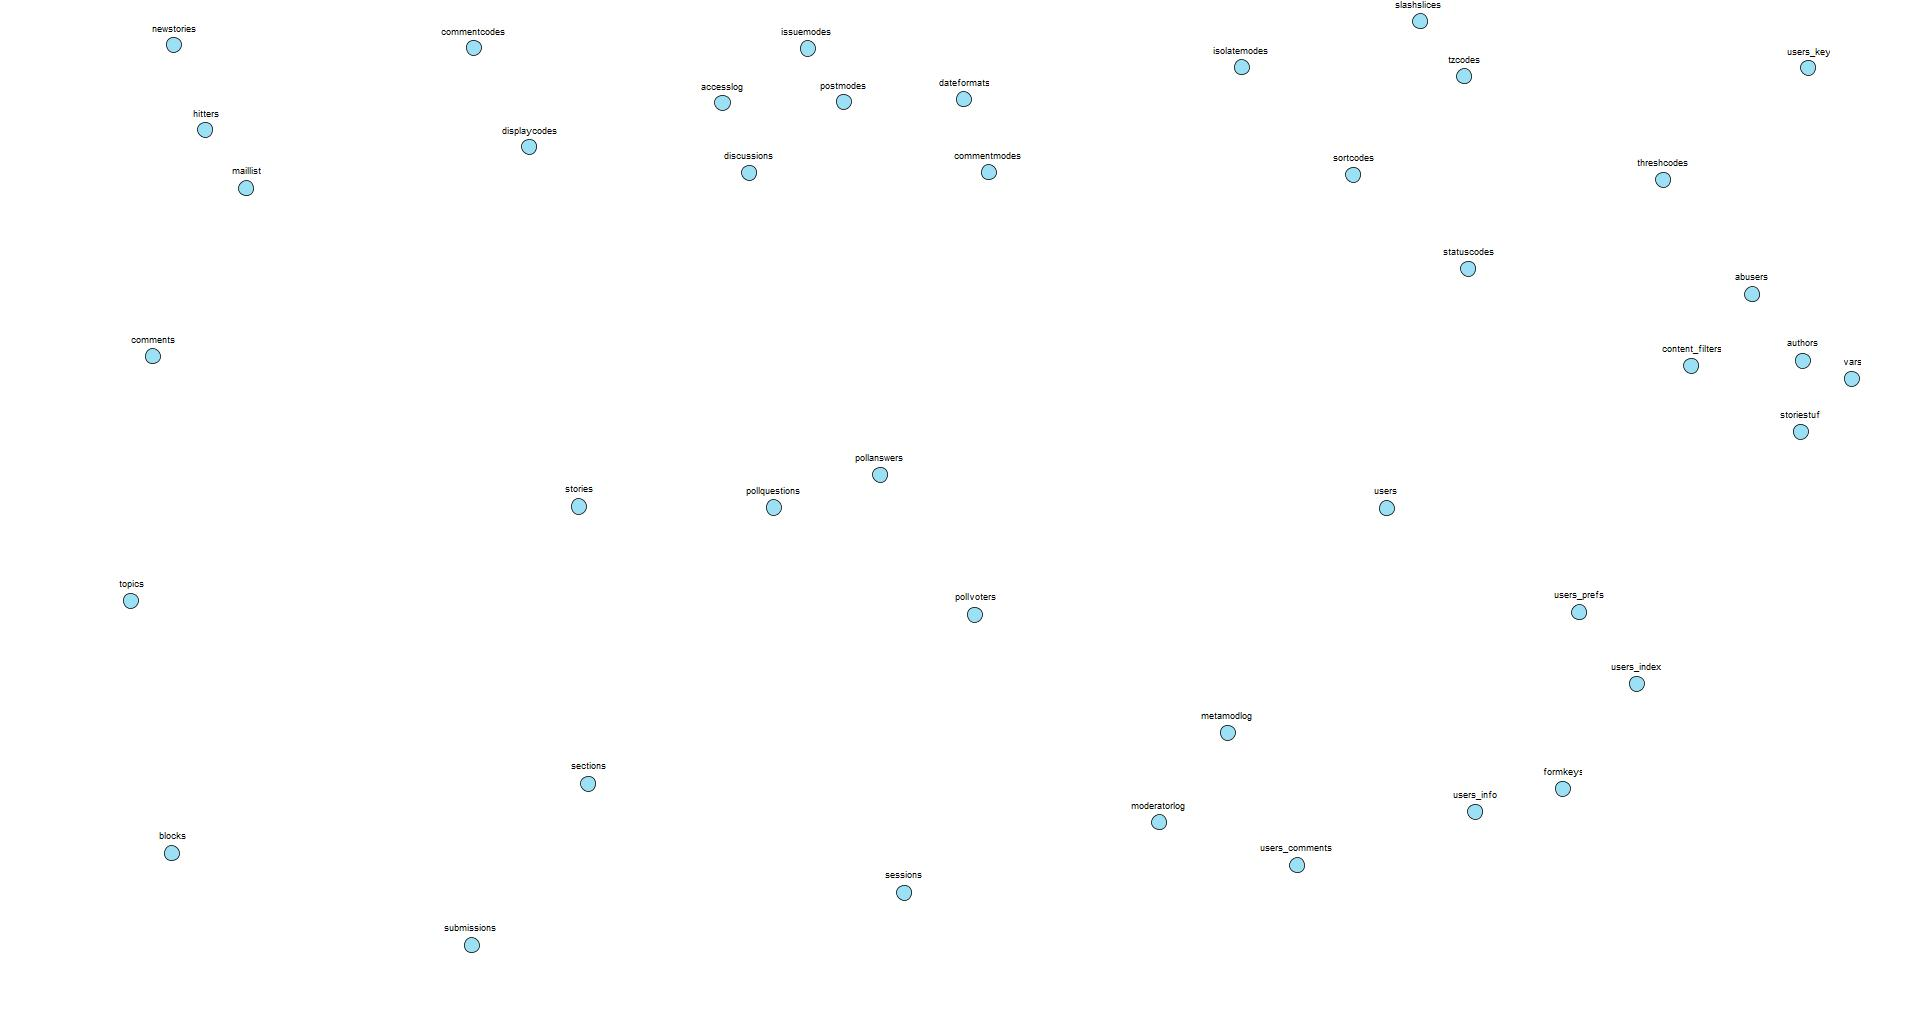 slashslices
newstories
commentcodes
issuemodes
isolatemodes
users_key
tzcodes
accesslog
postmodes
dateformats
hitters
displaycodes
discussions
commentmodes
sortcodes
threshcodes
maillist
statuscodes
abusers
comments
content_filters
authors
vars
storiestuf
pollanswers
stories
pollquestions
users
topics
pollvoters
users_prefs
users_index
metamodlog
sections
formkeys
users_info
moderatorlog
blocks
users_comments
sessions
submissions